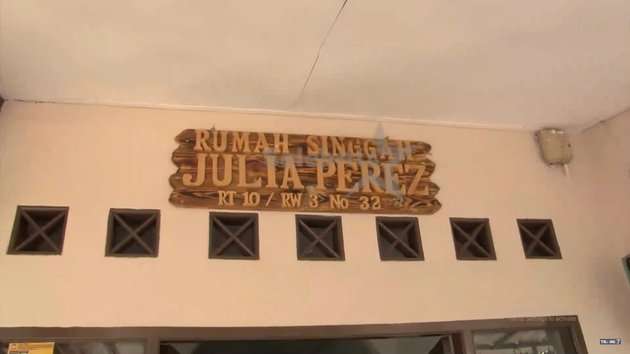 RUMAH SINGGAH
JULIA PEREZ
RT 10 / RW 3 No 32